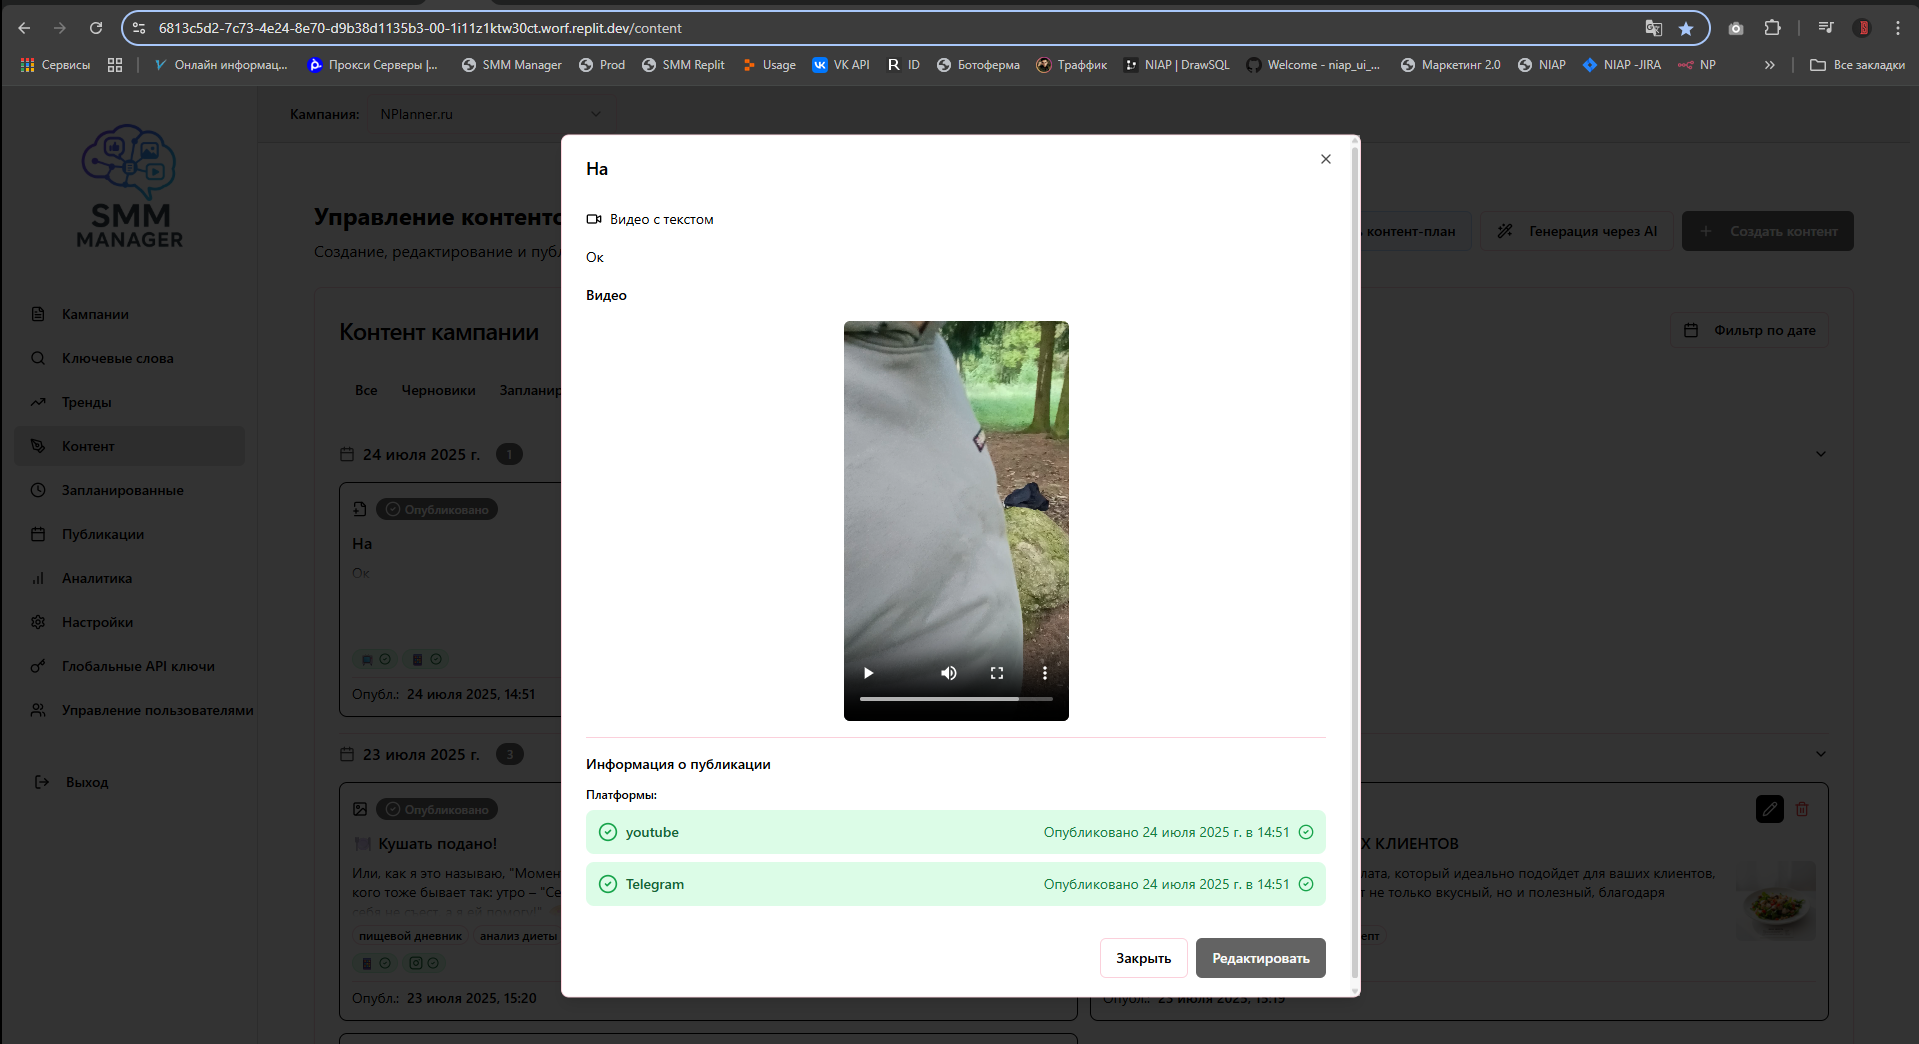 6813c5d2-7c73-4e24-8e70-d9b38d1135b3-00-1i11z1ktw30ct.worf.replit.dev/content
Сервисы
Онлайн информац...
Прокси Серверы |...
SMM Manager
Prod
SMM Replit
Usage
VK API
ID
Ботоферма
Траффик
NIAP | DrawSQL
Welcome - niap_ui_...
Маркетинг 2.0
NIAP
NIAP -JIRA
NP
Все закладки
SMM
MANAGER
Кампании
Ключевые слова
Тренды
Контент
Запланированные
Публикации
Аналитика
Настройки
Глобальные API ключи
Управление пользователями
Выход
Кампания: NPlanner.ru
Управление контенто
Создание, редактирование и публ
контент-план
Генерация через AI
Создать контент
Контент кампании
Фильтр по дате
Все
Черновики
Запланир
24 июля 2025 г. 1
Опубликовано
На
Ок
Опубл.: 24 июля 2025, 14:51
23 июля 2025 г. 3
Опубликовано
Кушать подано!
Или, как я это называю, "Момен
кого тоже бывает так: утро – "Се
себя не съест, а я ей помогу!"
пищевой дневник
анализ диеты
Опубл.: 23 июля 2025, 15:20
Х КЛИЕНТОВ
лата, который идеально подойдет для ваших клиентов,
т не только вкусный, но и полезный, благодаря
епт
Опубл.: 23 июля 2025, 15:19
На
Видео с текстом
Ок
Видео
Информация о публикации
Платформы:
youtube
Опубликовано 24 июля 2025 г. в 14:51
Telegram
Опубликовано 24 июля 2025 г. в 14:51
Закрыть
Редактировать